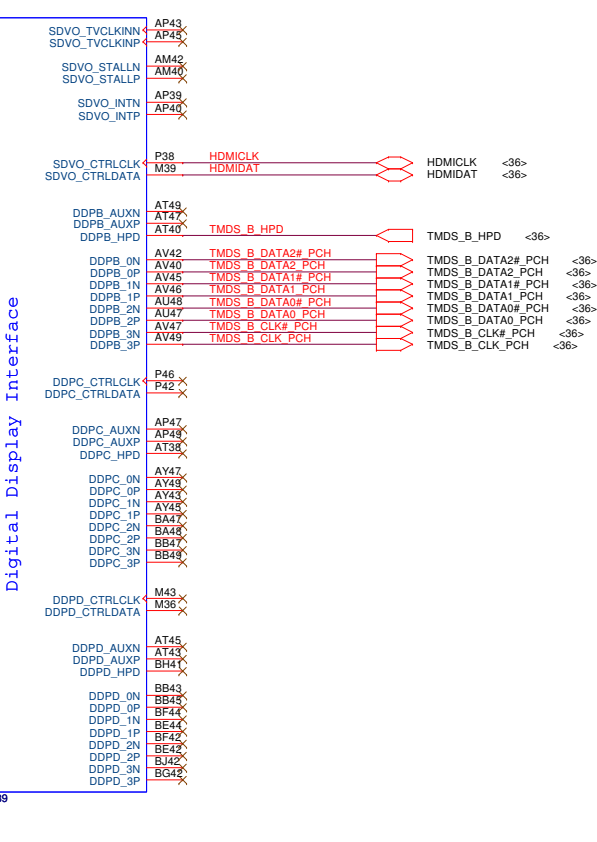 SDVO_TVCLKINN AP43
SDVO_TVCLKINP AP45
SDVO_STALLN AM42
SDVO_STALLP AM40
SDVO_INTN AP39
SDVO_INTP AP40
SDVO_CTRLCLK P38 HDMICLK HDMICLK <36>
SDVO_CTRLDATA M39 HDMIDAT HDMIDAT <36>
DDPB_AUXN AT49
DDPB_AUXP AT47
DDPB_HPD AT40 TMDS_B_HPD TMDS_B_HPD <36>
DDPB_0N AV42 TMDS_B_DATA2#_PCH TMDS_B_DATA2#_PCH <36>
DDPB_0P AV40 TMDS_B_DATA2_PCH TMDS_B_DATA2_PCH <36>
DDPB_1N AV45 TMDS_B_DATA1#_PCH TMDS_B_DATA1#_PCH <36>
DDPB_1P AV46 TMDS_B_DATA1_PCH TMDS_B_DATA1_PCH <36>
DDPB_2N AU48 TMDS_B_DATA0#_PCH TMDS_B_DATA0#_PCH <36>
DDPB_2P AU47 TMDS_B_DATA0_PCH TMDS_B_DATA0_PCH <36>
DDPB_3N AV47 TMDS_B_CLK#_PCH TMDS_B_CLK#_PCH <36>
DDPB_3P AV49 TMDS_B_CLK_PCH TMDS_B_CLK_PCH <36>
Digital Display Interface
DDPC_CTRLCLK P46
DDPC_CTRLDATA P42
DDPC_AUXN AP47
DDPC_AUXP AP49
DDPC_HPD AT38
DDPC_0N AY47
DDPC_0P AY49
DDPC_1N AY43
DDPC_1P AY45
DDPC_2N BA47
DDPC_2P BA48
DDPC_3N BB47
DDPC_3P BB49
DDPD_CTRLCLK M43
DDPD_CTRLDATA M36
DDPD_AUXN AT45
DDPD_AUXP AT43
DDPD_HPD BH41
DDPD_0N BB43
DDPD_0P BB45
DDPD_1N BF44
DDPD_1P BE44
DDPD_2N BF42
DDPD_2P BE42
DDPD_3N BJ42
DDPD_3P BG42